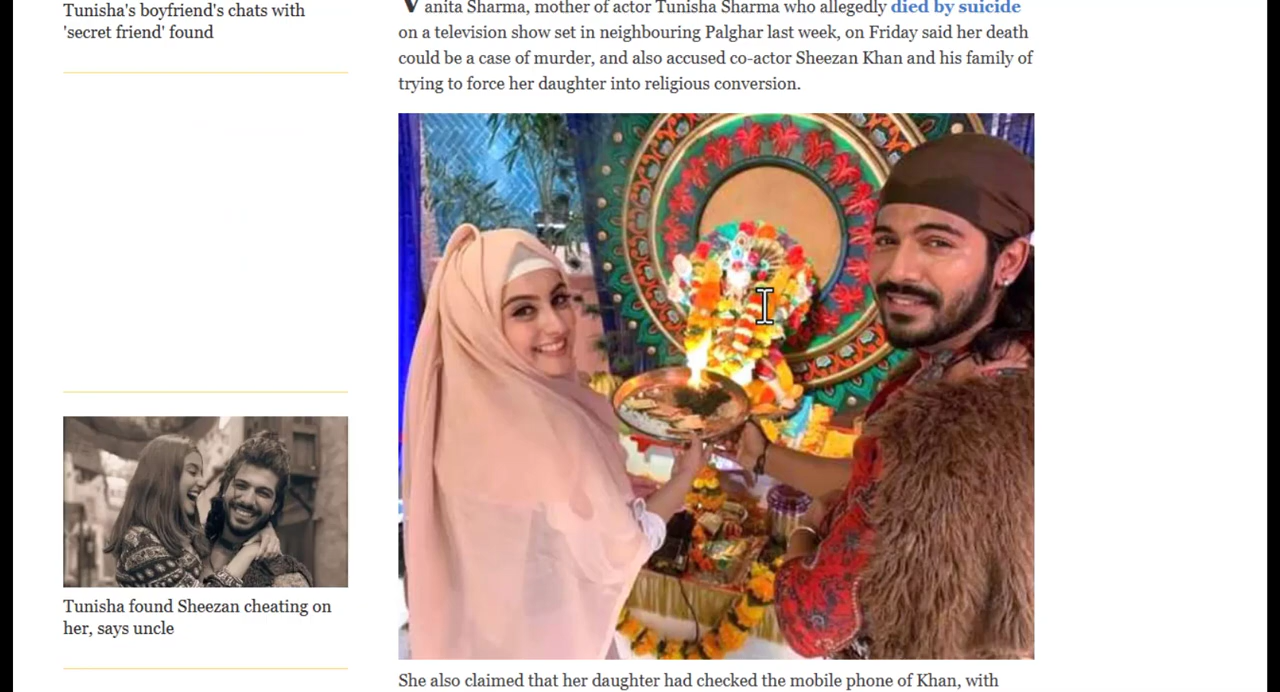 Tunisha's boyfriend's chats with
'secret friend' found
Tunisha found Sheezan cheating on
her, says uncle
Vanita Sharma, mother of actor Tunisha Sharma who allegedly died by suicide
on a television show set in neighbouring Palghar last week, on Friday said her death
could be a case of murder, and also accused co-actor Sheezan Khan and his family of
trying to force her daughter into religious conversion.
She also claimed that her daughter had checked the mobile phone of Khan, with